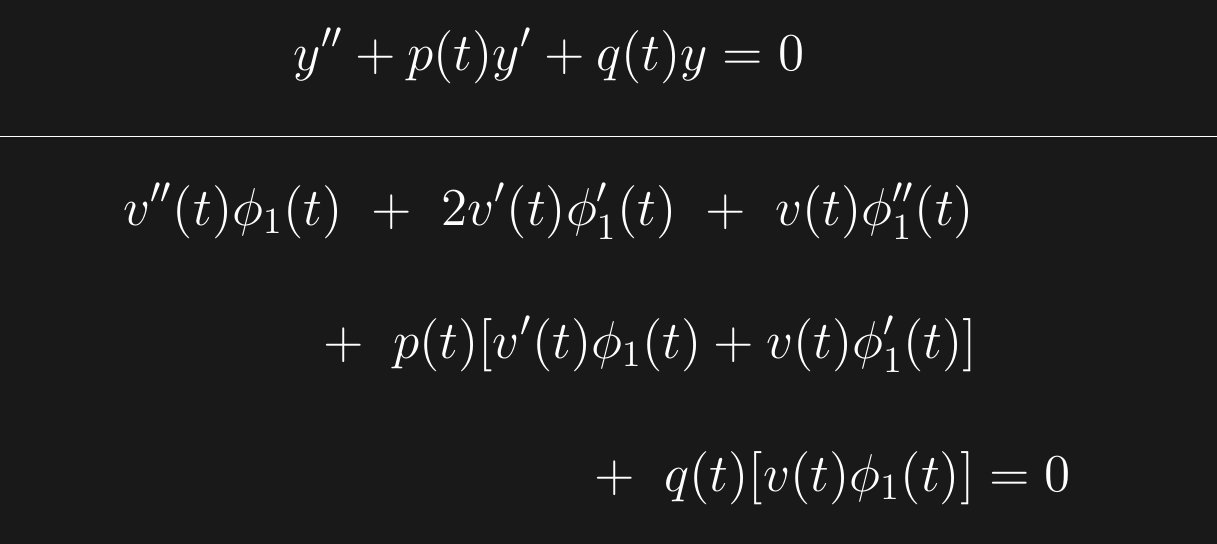 y″ + p(t)y′ + q(t)y = 0
v″(t)ϕ₁(t) + 2v′(t)ϕ₁′(t) + v(t)ϕ₁″(t)
+ p(t)[v′(t)ϕ₁(t) + v(t)ϕ₁′(t)]
+ q(t)[v(t)ϕ₁(t)] = 0